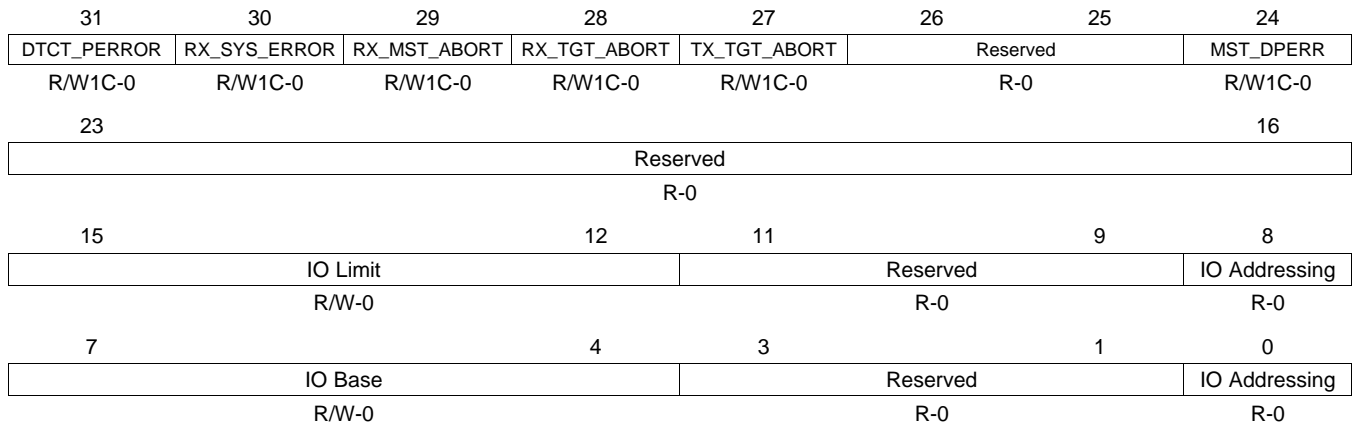 31 30 29 28 27 26 25 24
DTCT_PERROR RX_SYS_ERROR RX_MST_ABORT RX_TGT_ABORT TX_TGT_ABORT Reserved MST_DPERR
R/W1C-0 R/W1C-0 R/W1C-0 R/W1C-0 R/W1C-0 R-0 R/W1C-0
23 16
Reserved
R-0
15 12 11 9 8
IO Limit Reserved IO Addressing
R/W-0 R-0 R-0
7 4 3 1 0
IO Base Reserved IO Addressing
R/W-0 R-0 R-0